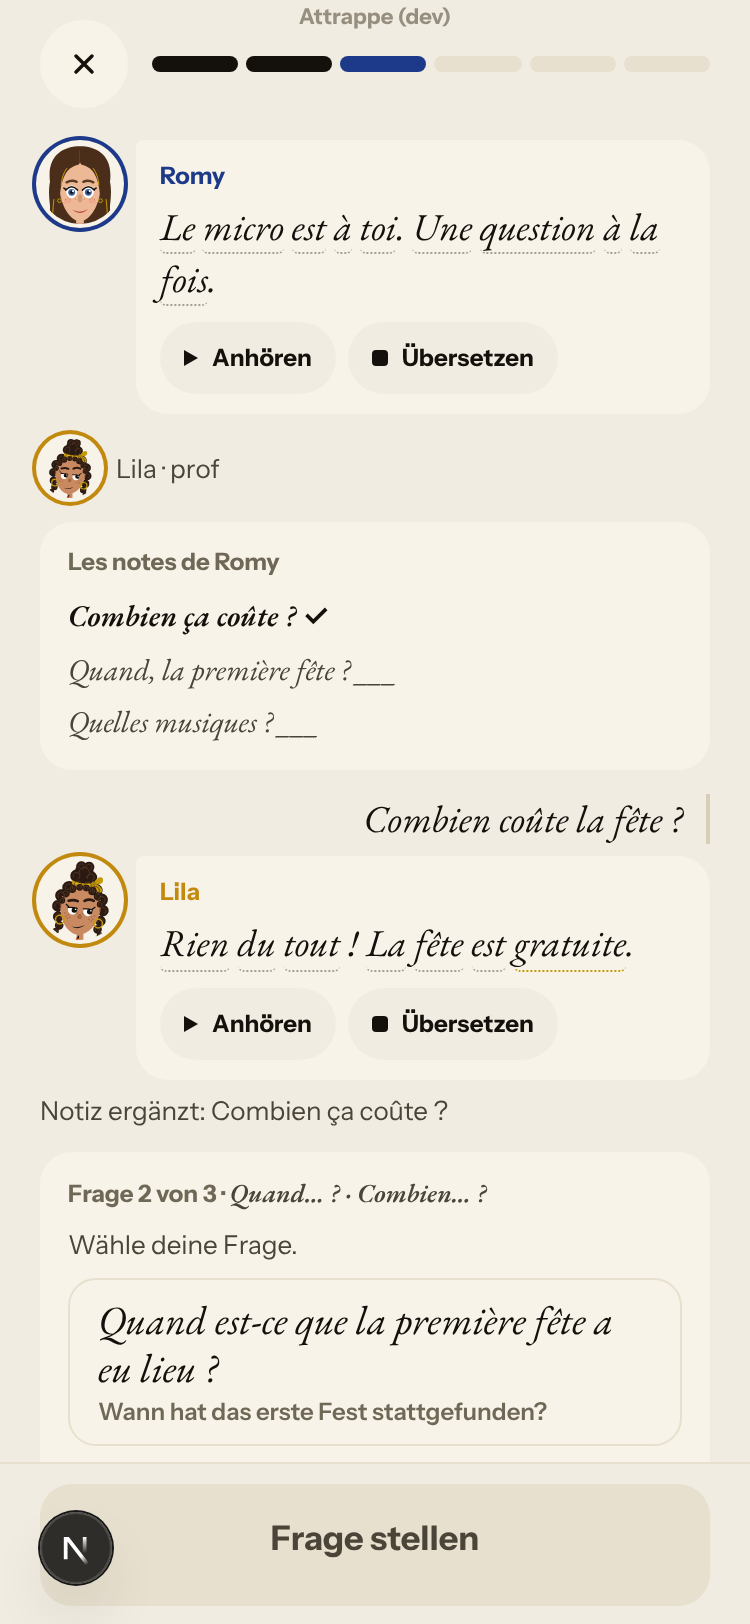 Attrappe (dev)
Romy
Le micro est à toi. Une question à la
fois.
Anhören
Übersetzen
Lila · prof
Les notes de Romy
Combien ça coûte ?
Quand, la première fête ?___
Quelles musiques ?___
Combien coûte la fête ?
Lila
Rien du tout ! La fête est gratuite.
Anhören
Übersetzen
Notiz ergänzt: Combien ça coûte ?
Frage 2 von 3 · Quand... ? · Combien... ?
Wähle deine Frage.
Quand est-ce que la première fête a
eu lieu ?
Wann hat das erste Fest stattgefunden?
Frage stellen
N